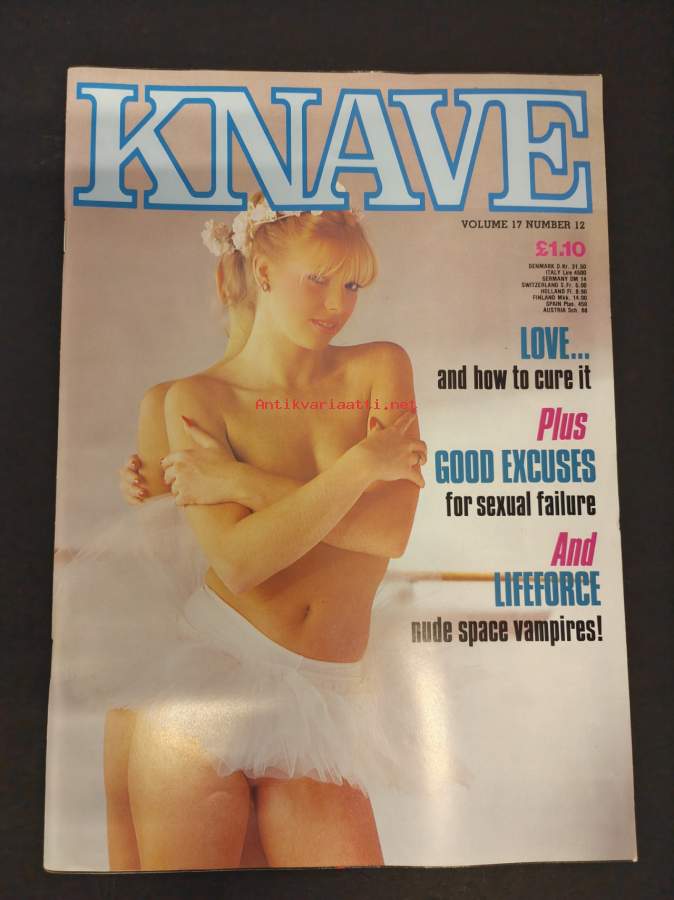 KNAVE
VOLUME 17 NUMBER 12
£1.10
DENMARK D.Kr. 31.50
ITALY Lire 4500
GERMANY DM 14
SWITZERLAND S.Fr. 6.00
HOLLAND Fl. 8.90
FINLAND Mkk. 14.00
SPAIN Ptas. 450
AUSTRIA Sch. 88
LOVE...
and how to cure it
Antikvariaatti.net
Plus
GOOD EXCUSES
for sexual failure
And
LIFEFORCE
nude space vampires!